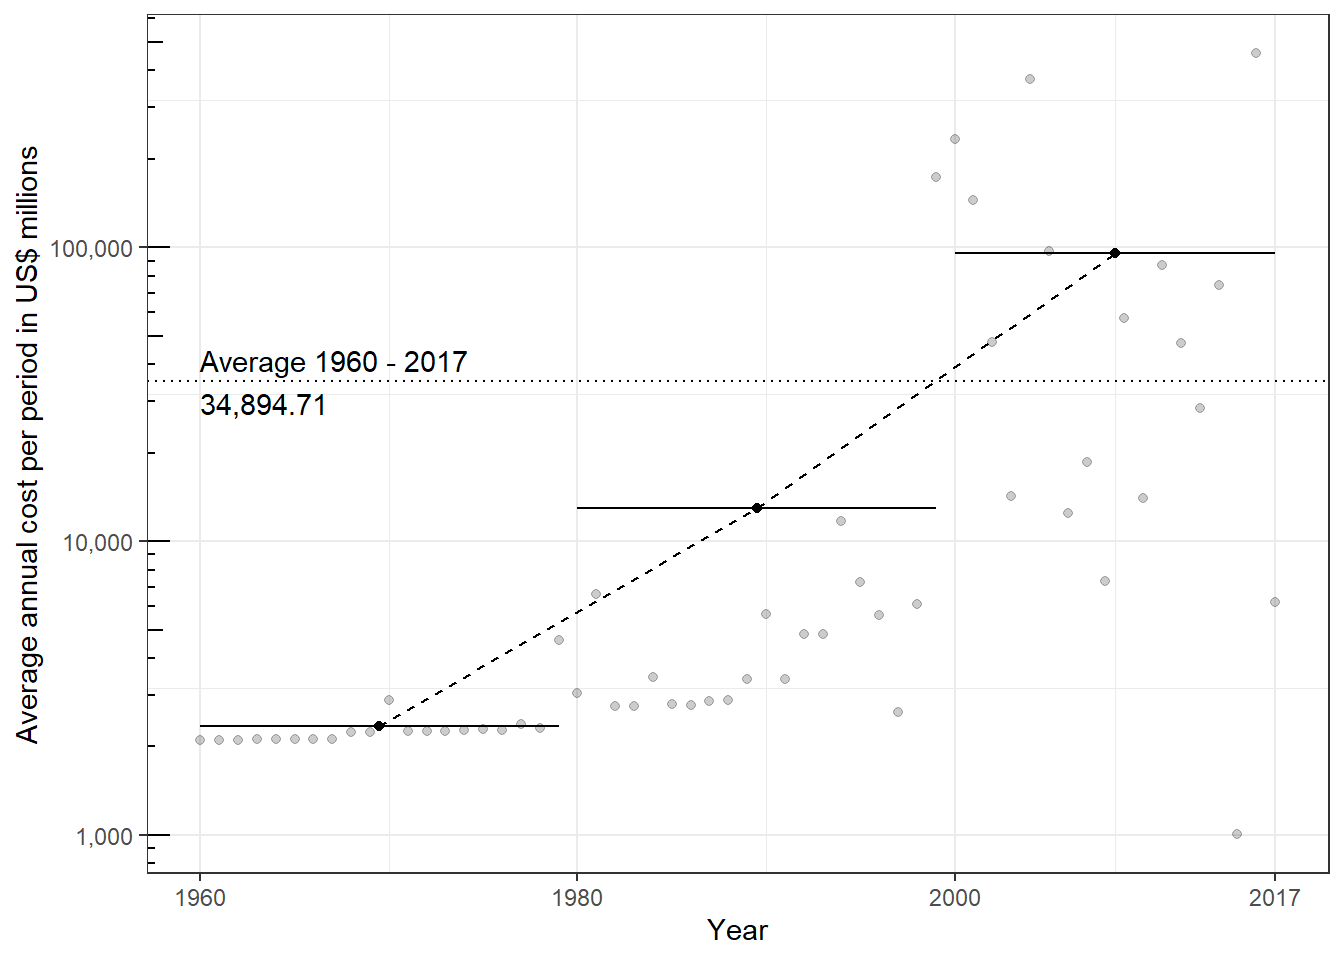 Average annual cost per period in US$ millions
100,000
10,000
1,000
Average 1960 - 2017
34,894.71
1960 1980 2000 2017
Year